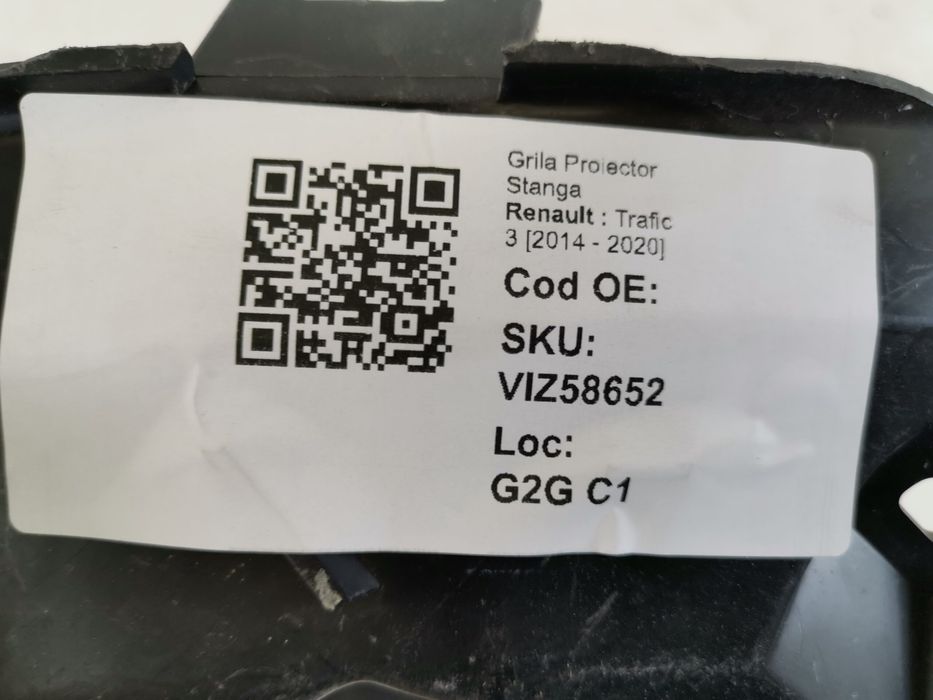 Grila Proiector
Stanga
Renault : Trafic
3 [2014 - 2020]
Cod OE:
SKU:
VIZ58652
Loc:
G2G C1